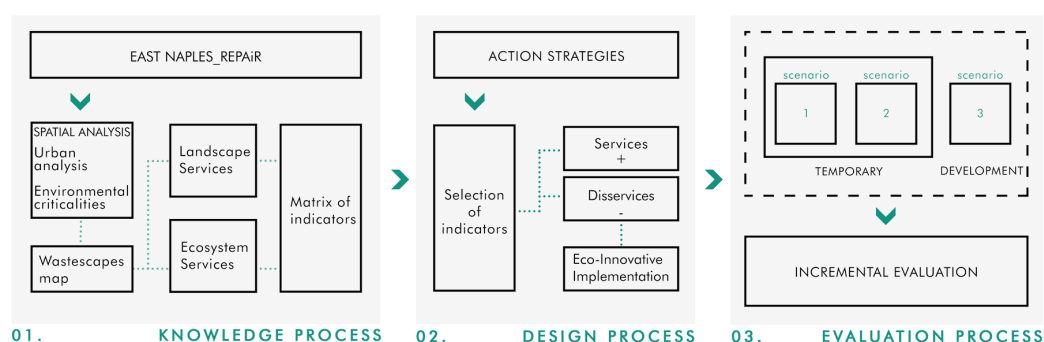 EAST NAPLES_REPAiR
SPATIAL ANALYSIS
Urban
analysis
Environmental
criticalities
Wastescapes
map
Landscape
Services
Ecosystem
Services
Matrix of
indicators
01. KNOWLEDGE PROCESS
ACTION STRATEGIES
Selection
of
indicators
Services
+
Disservices
-
Eco-Innovative
Implementation
02. DESIGN PROCESS
scenario scenario scenario
1 2 3
TEMPORARY DEVELOPMENT
INCREMENTAL EVALUATION
03. EVALUATION PROCESS